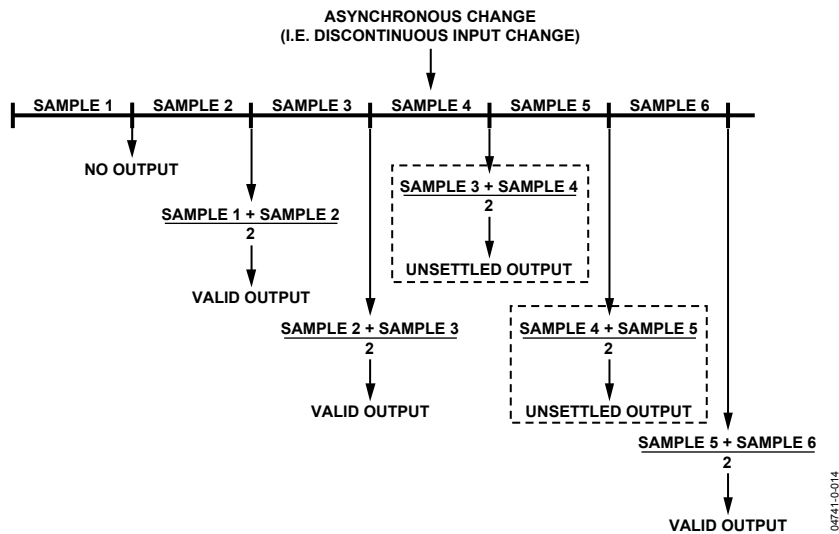 ASYNCHRONOUS CHANGE
(I.E. DISCONTINUOUS INPUT CHANGE)
SAMPLE 1 SAMPLE 2 SAMPLE 3 SAMPLE 4 SAMPLE 5 SAMPLE 6
NO OUTPUT
SAMPLE 1 + SAMPLE 2
2
VALID OUTPUT
SAMPLE 2 + SAMPLE 3
2
VALID OUTPUT
SAMPLE 3 + SAMPLE 4
2
UNSETTLED OUTPUT
SAMPLE 4 + SAMPLE 5
2
UNSETTLED OUTPUT
SAMPLE 5 + SAMPLE 6
2
VALID OUTPUT
04741-0-014